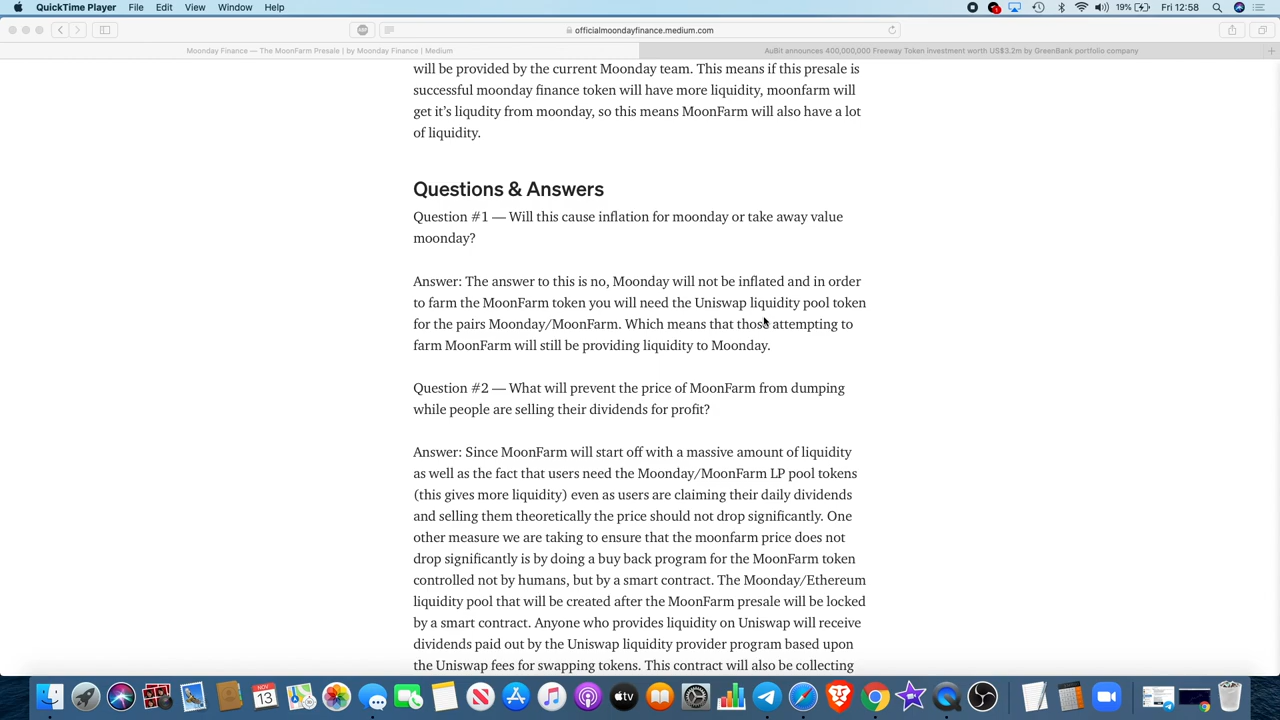 QuickTime Player File Edit View Window Help
19% Fri 12:58
officialmoondayfinance.medium.com
Moonday Finance — The MoonFarm Presale | by Moonday Finance | Medium
AuBit announces 400,000,000 Freeway Token investment worth US$3.2m by GreenBank portfolio company
will be provided by the current Moonday team. This means if this presale is
successful moonday finance token will have more liquidity, moonfarm will
get it’s liqudity from moonday, so this means MoonFarm will also have a lot
of liquidity.
Questions & Answers
Question #1 — Will this cause inflation for moonday or take away value
moonday?
Answer: The answer to this is no, Moonday will not be inflated and in order
to farm the MoonFarm token you will need the Uniswap liquidity pool token
for the pairs Moonday/MoonFarm. Which means that those attempting to
farm MoonFarm will still be providing liquidity to Moonday.
Question #2 — What will prevent the price of MoonFarm from dumping
while people are selling their dividends for profit?
Answer: Since MoonFarm will start off with a massive amount of liquidity
as well as the fact that users need the Moonday/MoonFarm LP pool tokens
(this gives more liquidity) even as users are claiming their daily dividends
and selling them theoretically the price should not drop significantly. One
other measure we are taking to ensure that the moonfarm price does not
drop significantly is by doing a buy back program for the MoonFarm token
controlled not by humans, but by a smart contract. The Moonday/Ethereum
liquidity pool that will be created after the MoonFarm presale will be locked
by a smart contract. Anyone who provides liquidity on Uniswap will receive
dividends paid out by the Uniswap liquidity provider program based upon
the Uniswap fees for swapping tokens. This contract will also be collecting
NOV
13
tv